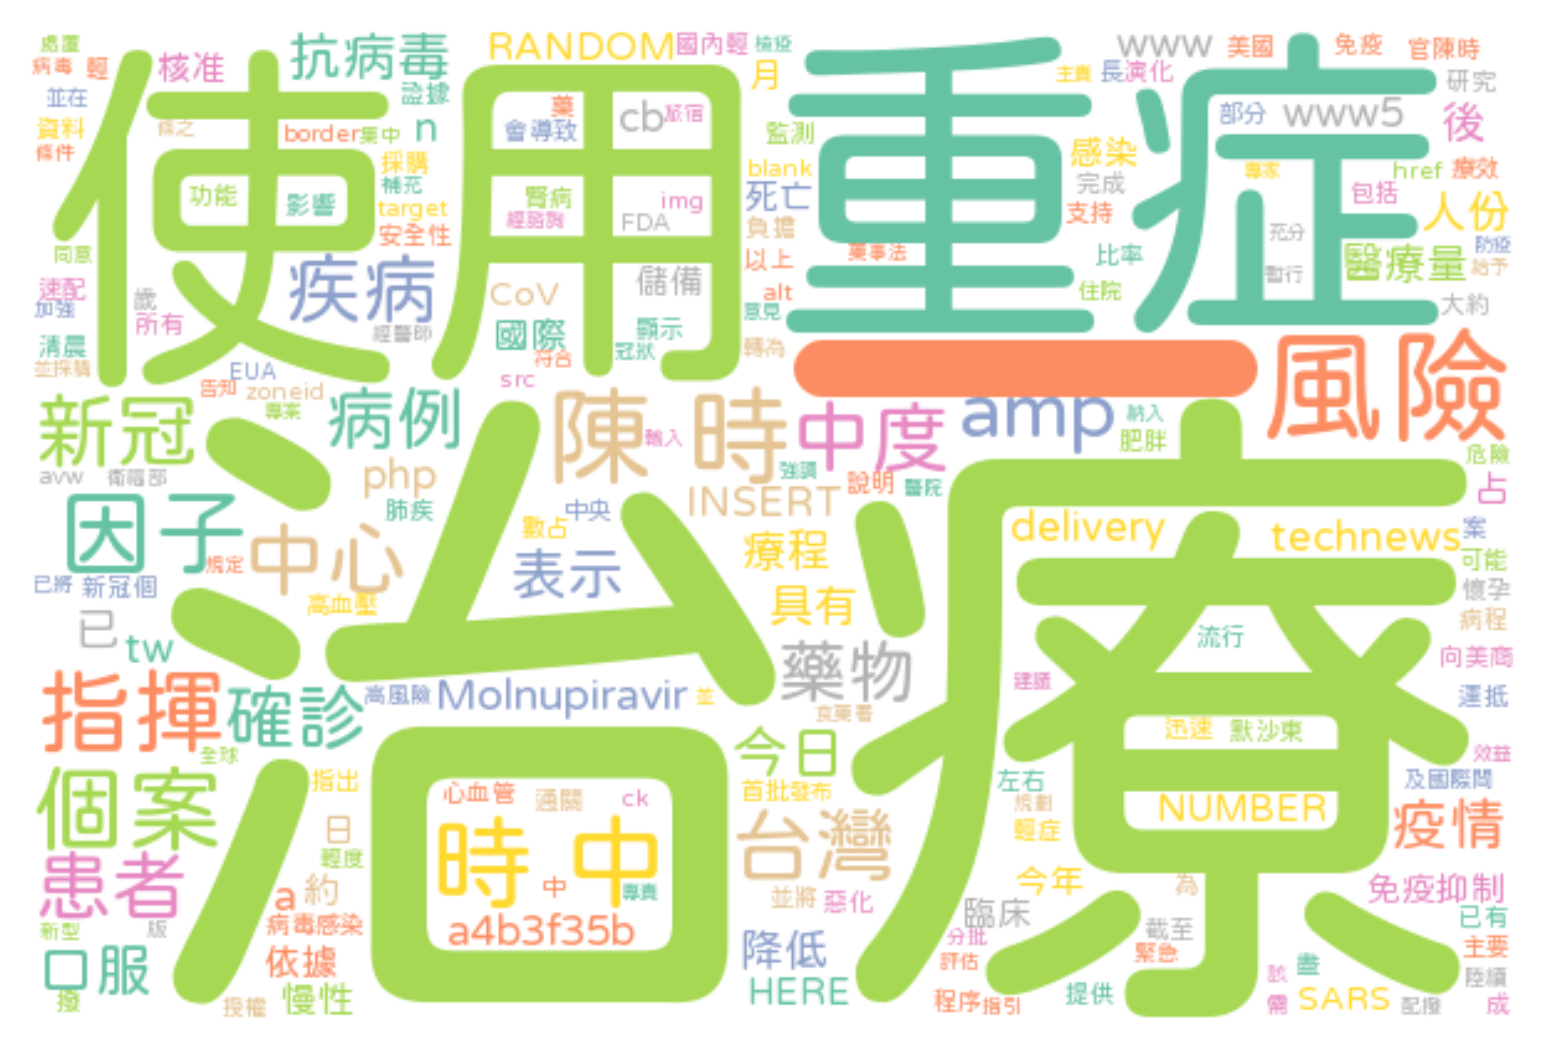 處置
病毒 輕
核准
抗病毒
RANDOM
國內輕
檢疫
月
主責
長 演化
www
美國
免疫
官陳時
研究
並在
證據
資料
條之
條件
border
集中
n
使用
藥
會導致
cb
旅宿
監測
重症
部分
www5
後
採購
補充
功能
影響
target
安全性
腎病
img
FDA
blank
死亡
負擔
感染
完成
支持
專家
href
療效
包括
人份
同意
疾病
以上
藥事法
比率
充分
暫行
醫療量
防疫
給予
速配
加強
歲
所有
經醫師
CoV
儲備
國際
顯示
冠狀
符合
alt
意見
住院
大約
清晨
並採購
EUA
告知
zoneid
專案
src
轉為
一
風險
新冠
病例
陳 時
輸入
中度
amp
納入
肥胖
avw
衛福部
php
肺疾
強調
說明
醫院
危險
占
因子
中心
規定
數占
中央
INSERT
療程
delivery
technews
案
可能
已將
新冠個
高血壓
表示
具有
懷孕
病程
治療
已
tw
藥物
流行
向美商
指揮
確診
高風險
Molnupiravir
並
食藥署
建議
運抵
全球
今日
迅速
默沙東
效益
個案
指出
心血管
通關
ck
首批發布
左右
及國際間
日
輕度
時 中
中
專責
台灣
規劃
輕症
NUMBER
疫情
患者
a
約
病毒感染
a4b3f35b
並將
惡化
今年
為
免疫抑制
新型
版
臨床
截至
已有
口服
依據
降低
分批
評估
緊急
主要
撥
授權
慢性
HERE
程序
指引
提供
該
需
盡
SARS
配撥
陸續
成